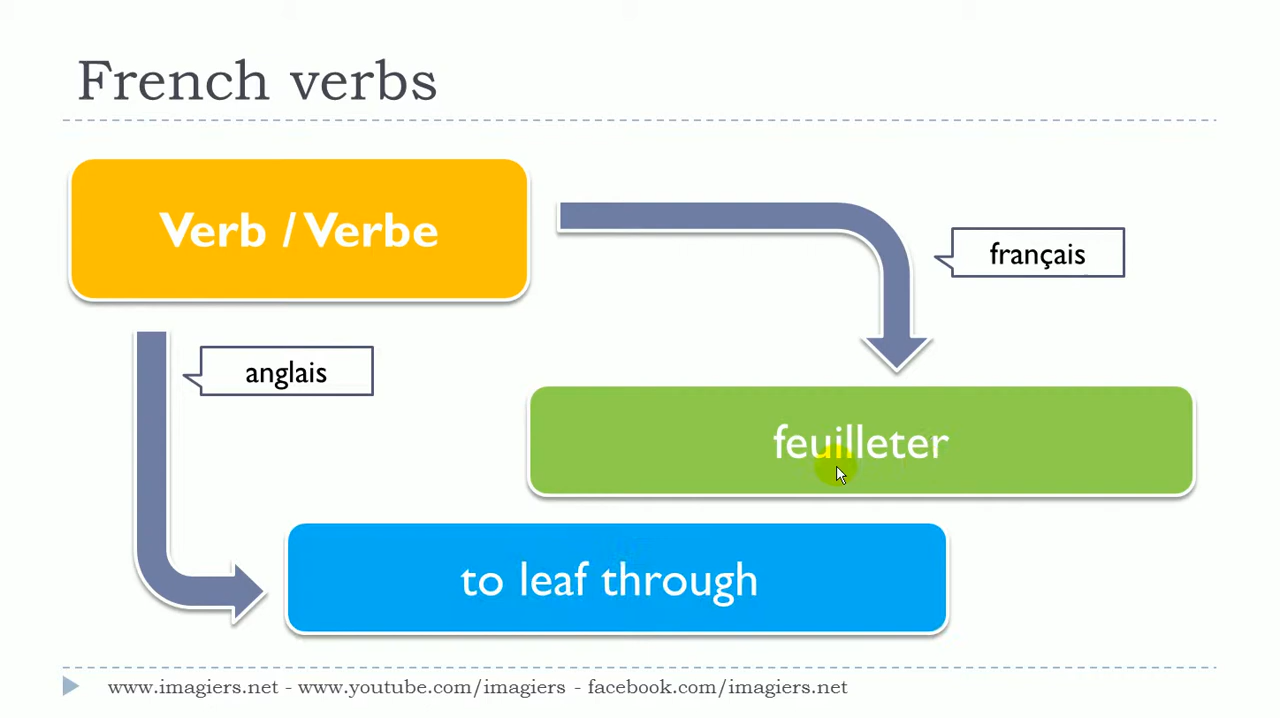 French verbs
Verb / Verbe
français
anglais
feuilleter
to leaf through
www.imagiers.net - www.youtube.com/imagiers - facebook.com/imagiers.net